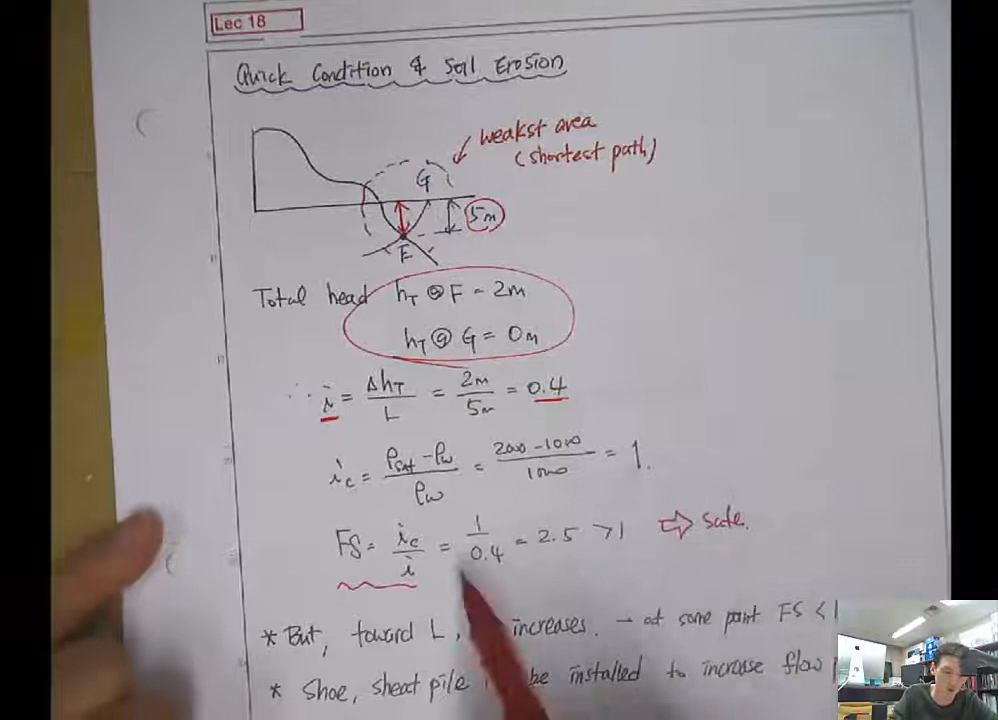 Lec 18
Quick Condition & Soil Erosion
weakst area
(shortest path)
G
5m
F
Total head hT @ F = 2m
hT @ G = 0m
∴ i = ΔhT / L = 2m / 5m = 0.4
ic = (ρsat - ρw) / ρw = (2000 - 1000) / 1000 = 1.
FS = ic / i = 1 / 0.4 = 2.5 > 1 ⇒ safe.
* But, toward L, increases. → at some part FS < 1
* Shoe, sheat pile be installed to increase flow